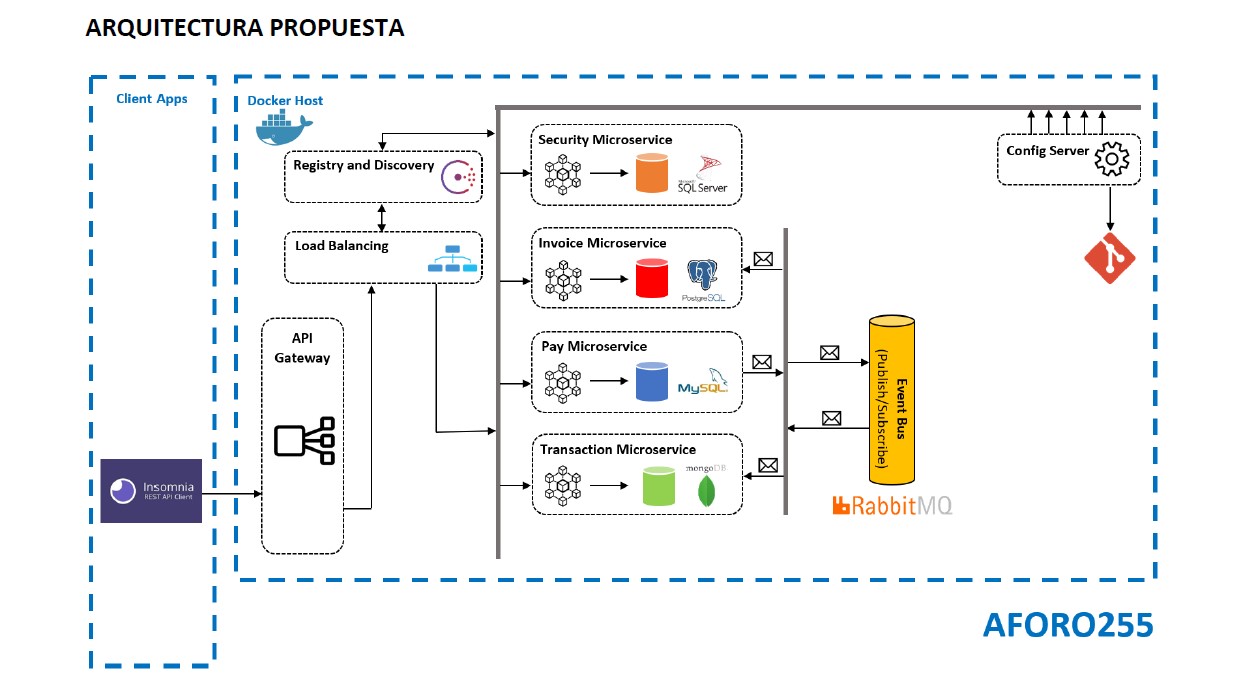 ARQUITECTURA PROPUESTA
Client Apps
Insomnia
REST API Client
Docker Host
Registry and Discovery
Load Balancing
API
Gateway
Security Microservice
SQL Server
Invoice Microservice
PostgreSQL
Pay Microservice
MySQL
Transaction Microservice
mongoDB
Config Server
Event Bus
(Publish/Subscribe)
RabbitMQ
AFORO255